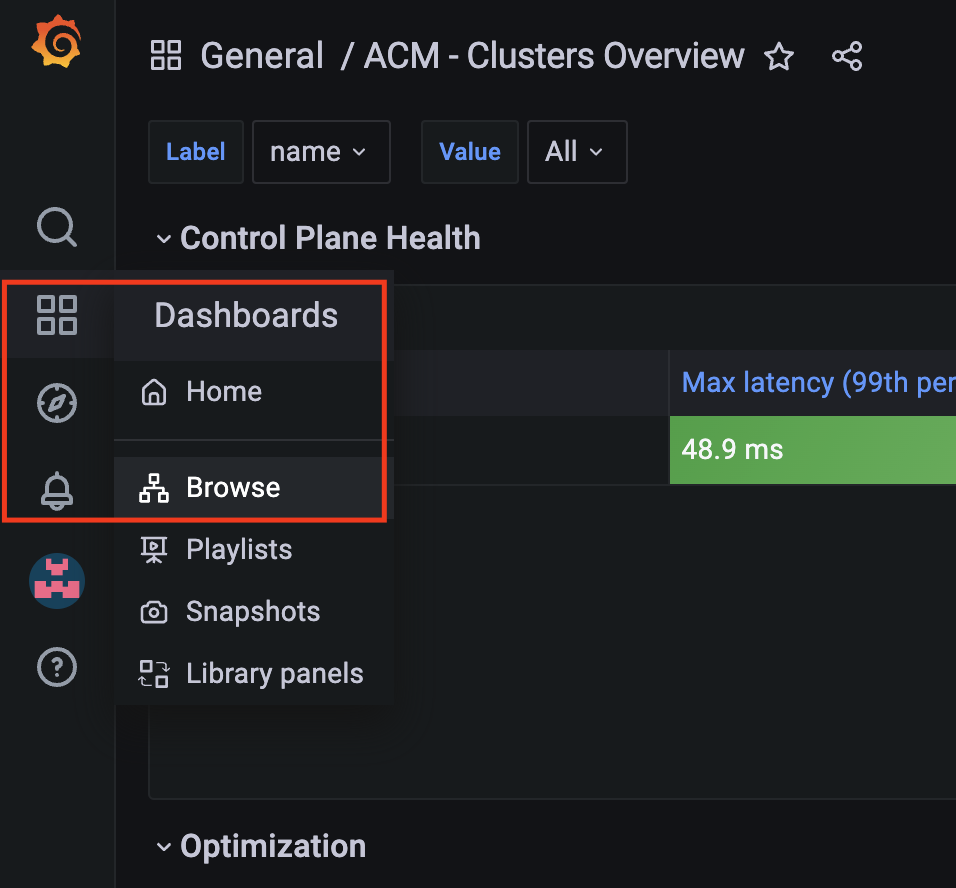 General / ACM - Clusters Overview
Label name Value All
Control Plane Health
Dashboards
Home
Max latency (99th per
48.9 ms
Browse
Playlists
Snapshots
Library panels
Optimization